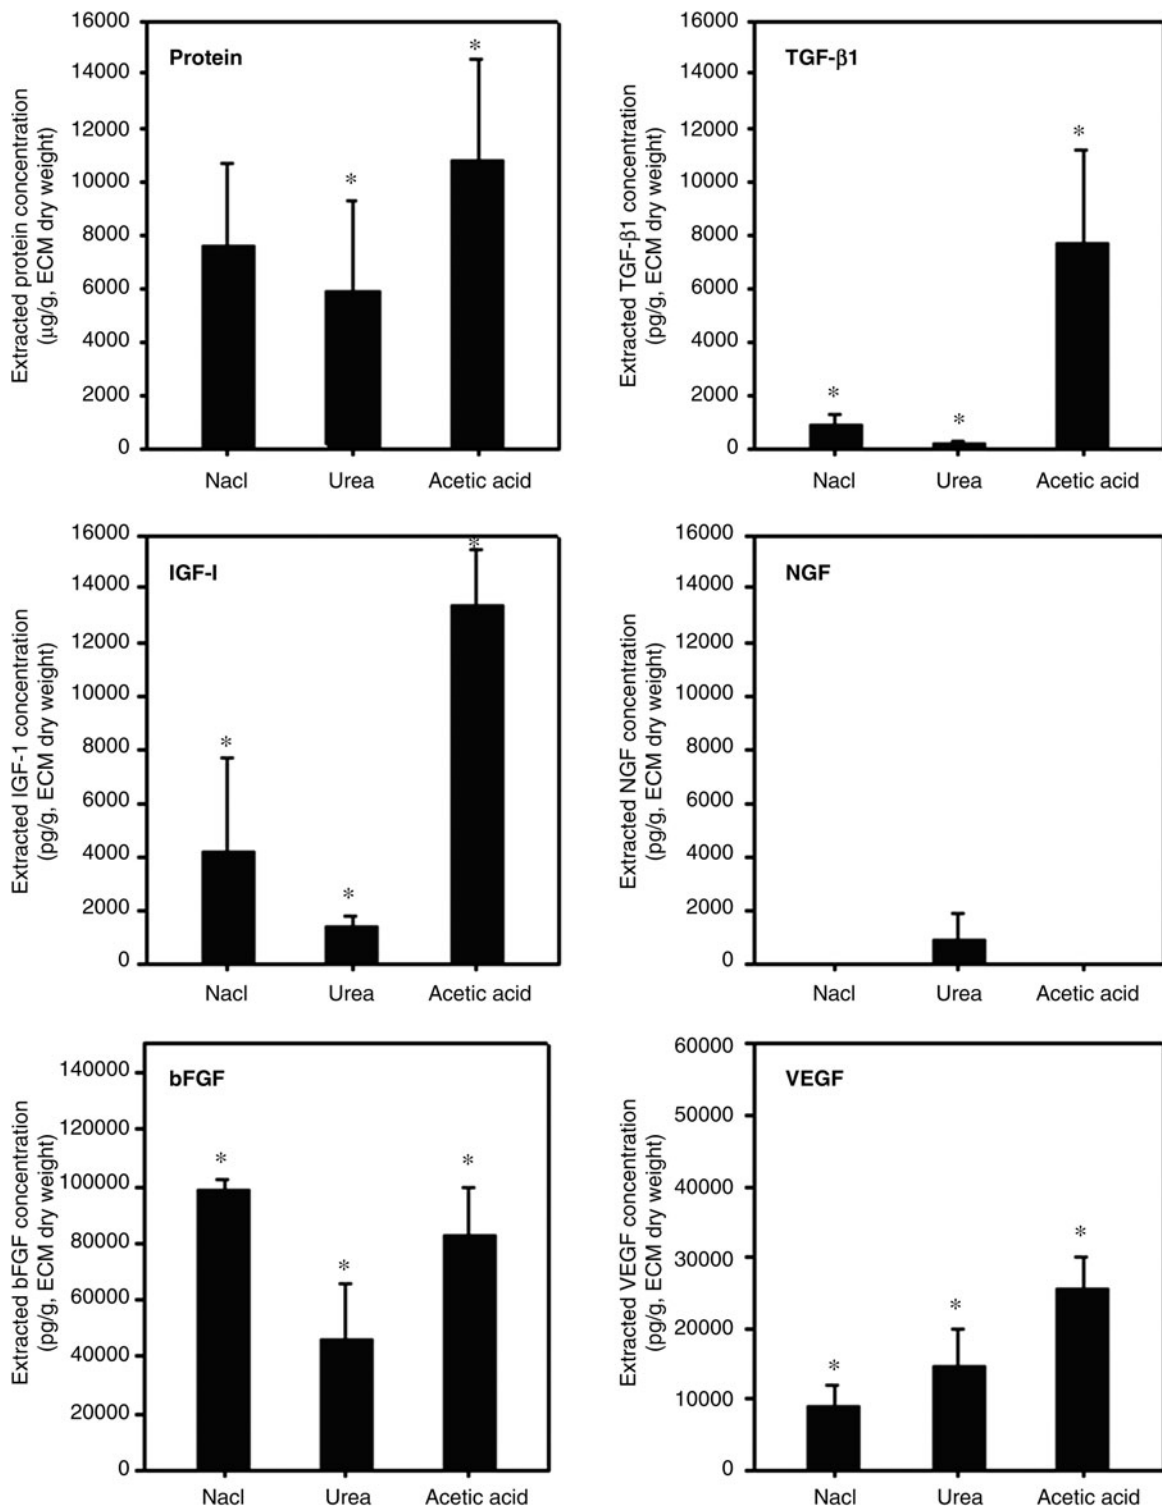 Protein
Extracted protein concentration
(μg/g, ECM dry weight)
16000
14000
12000
10000
8000
6000
4000
2000
0
*
*
Nacl
Urea
Acetic acid
TGF-β1
Extracted TGF-β1 concentration
(pg/g, ECM dry weight)
16000
14000
12000
10000
8000
6000
4000
2000
0
*
*
*
Nacl
Urea
Acetic acid
IGF-I
Extracted IGF-1 concentration
(pg/g, ECM dry weight)
16000
14000
12000
10000
8000
6000
4000
2000
0
*
*
*
Nacl
Urea
Acetic acid
NGF
Extracted NGF concentration
(pg/g, ECM dry weight)
16000
14000
12000
10000
8000
6000
4000
2000
0
Nacl
Urea
Acetic acid
bFGF
Extracted bFGF concentration
(pg/g, ECM dry weight)
140000
120000
100000
80000
60000
40000
20000
0
*
*
*
Nacl
Urea
Acetic acid
VEGF
Extracted VEGF concentration
(pg/g, ECM dry weight)
60000
50000
40000
30000
20000
10000
0
*
*
*
Nacl
Urea
Acetic acid